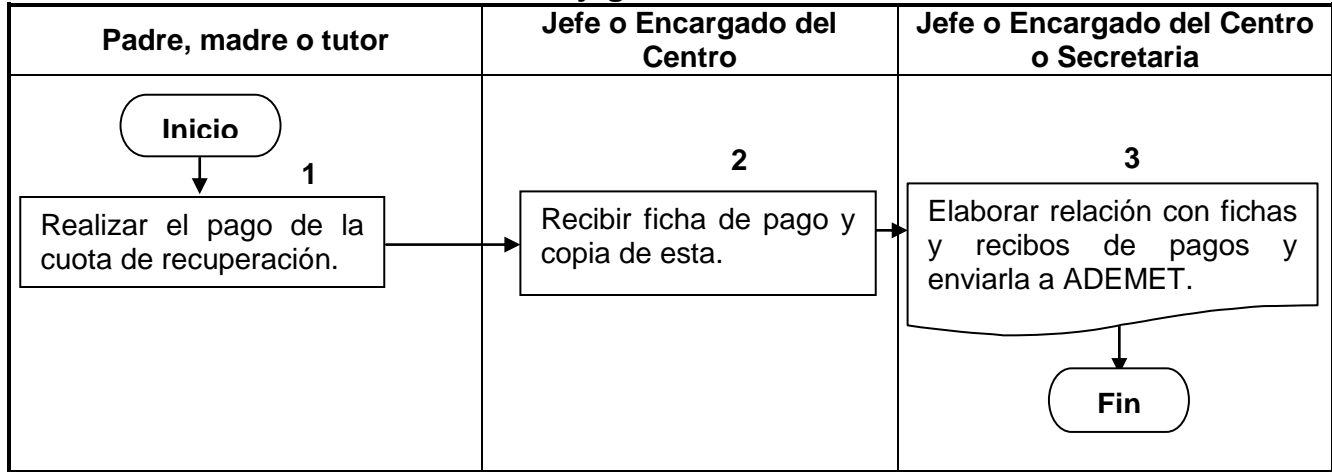 Padre, madre o tutor
Jefe o Encargado del
Centro
Jefe o Encargado del Centro
o Secretaria
Inicio
1
Realizar el pago de la
cuota de recuperación.
2
Recibir ficha de pago y
copia de esta.
3
Elaborar relación con fichas
y recibos de pagos y
enviarla a ADEMET.
Fin